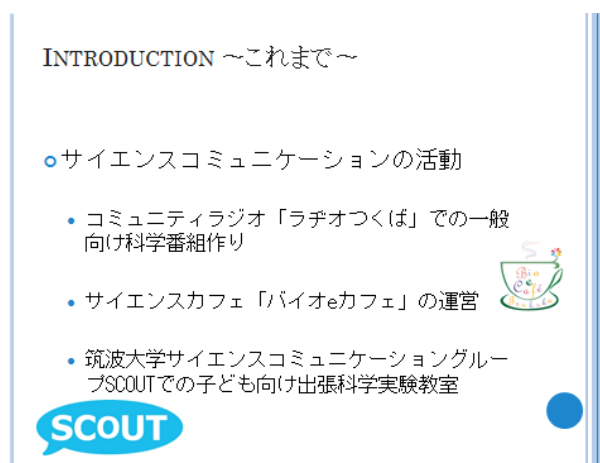 INTRODUCTION ～これまで～
サイエンスコミュニケーションの活動
コミュニティラジオ「ラヂオつくば」での一般
向け科学番組作り
サイエンスカフェ「バイオeカフェ」の運営
Bio
e
Café
筑波大学サイエンスコミュニケーショングルー
プSCOUTでの子ども向け出張科学実験教室
SCOUT